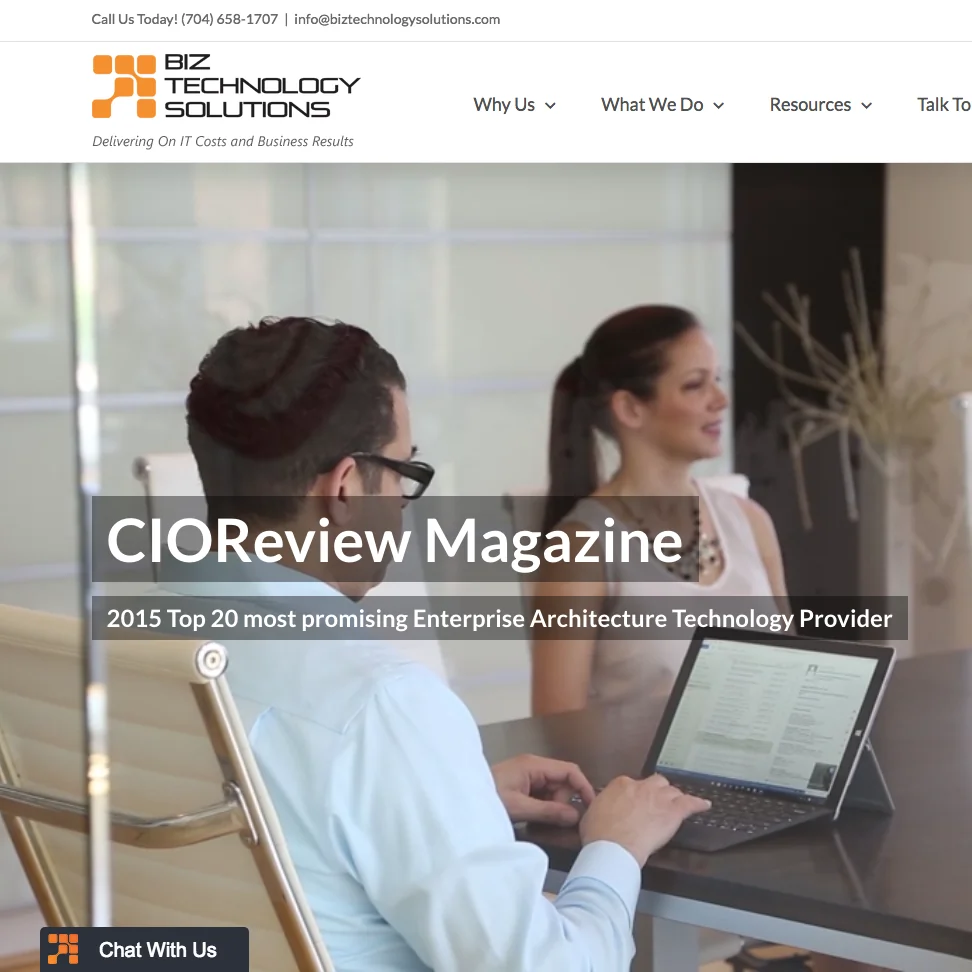 Call Us Today! (704) 658-1707 | info@biztechnologysolutions.com
BIZ
TECHNOLOGY
SOLUTIONS
Delivering On IT Costs and Business Results
Why Us
What We Do
Resources
Talk To
CIOReview Magazine
2015 Top 20 most promising Enterprise Architecture Technology Provider
Chat With Us